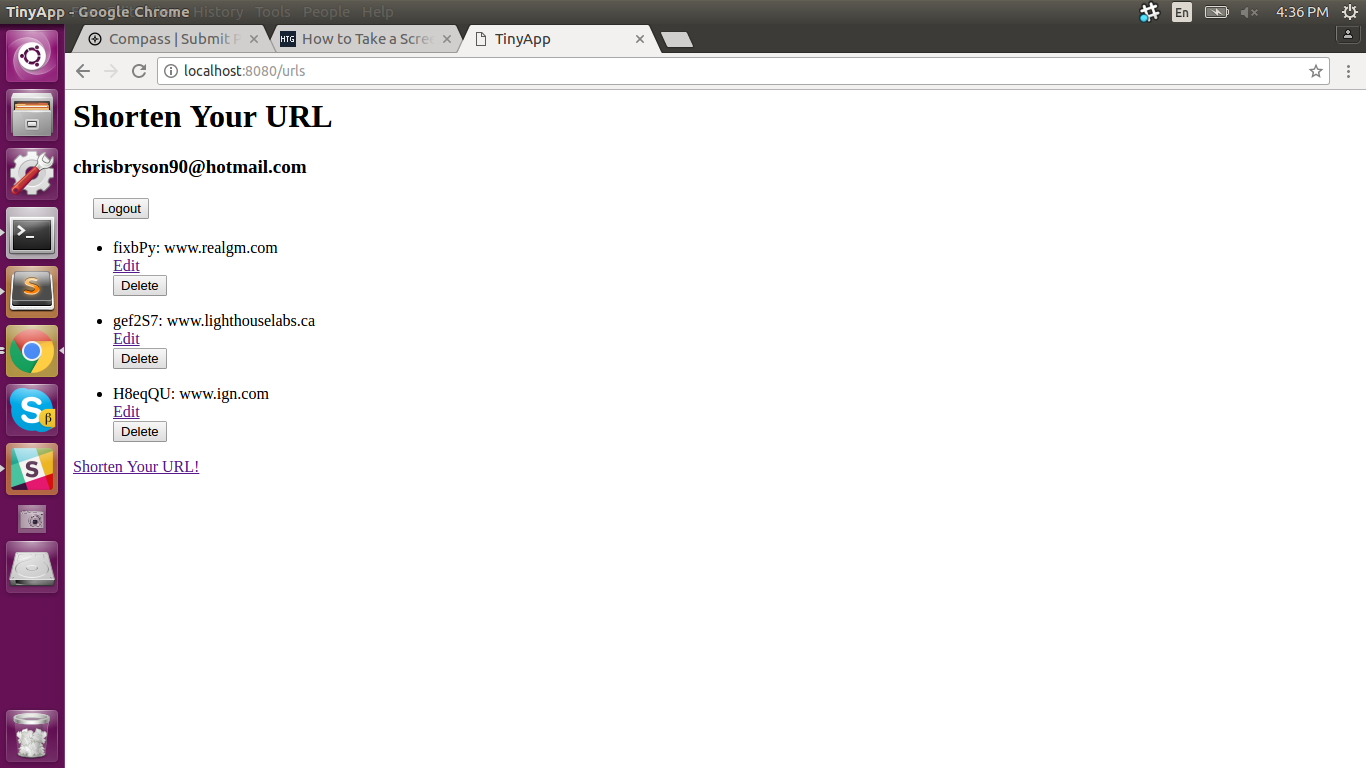 TinyApp - Google Chrome History Tools People Help
En 4:36 PM
Compass | Submit HTG How to Take a TinyApp
localhost:8080/urls
Shorten Your URL
chrisbryson90@hotmail.com
Logout
fixbPy: www.realgm.com
Edit
Delete
gef2S7: www.lighthouselabs.ca
Edit
Delete
H8eqQU: www.ign.com
Edit
Delete
Shorten Your URL!